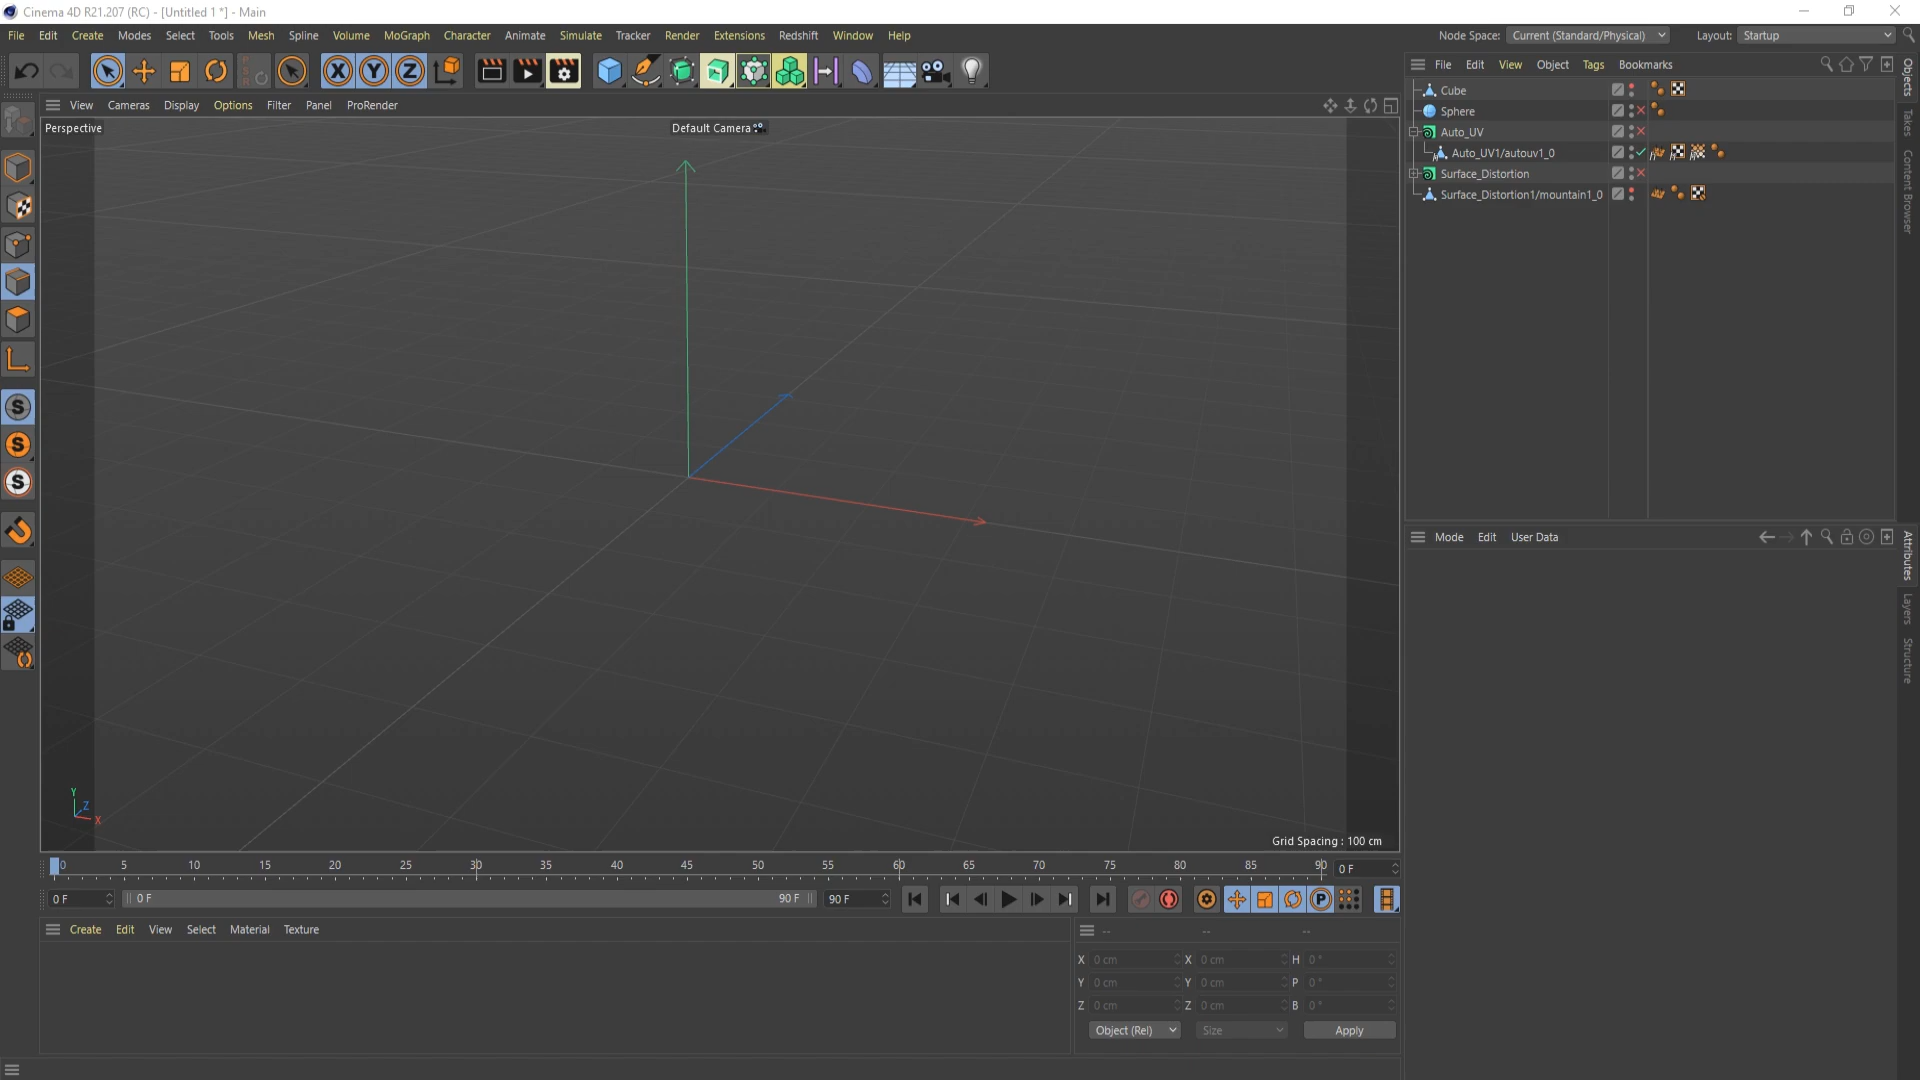 Cinema 4D R21.207 (RC) - [Untitled 1 *] - Main
File Edit Create Modes Select Tools Mesh Spline Volume MoGraph Character Animate Simulate Tracker Render Extensions Redshift Window Help
Node Space: Current (Standard/Physical) Layout: Startup
X Y Z
File Edit View Object Tags Bookmarks
Objects
Takes
Content Browser
Cube
Sphere
Auto_UV
Auto_UV1/autouv1_0
Surface_Distortion
Surface_Distortion1/mountain1_0
View Cameras Display Options Filter Panel ProRender
Perspective
Default Camera
S
S
S
Y
Z
X
Grid Spacing : 100 cm
Mode Edit User Data
Attributes
Layers
Structure
0 5 10 15 20 25 30 35 40 45 50 55 60 65 70 75 80 85 90 0 F
0 F 0 F 90 F 90 F P
Create Edit View Select Material Texture
-- -- --
X 0 cm X 0 cm H 0 °
Y 0 cm Y 0 cm P 0 °
Z 0 cm Z 0 cm B 0 °
Object (Rel) Size Apply